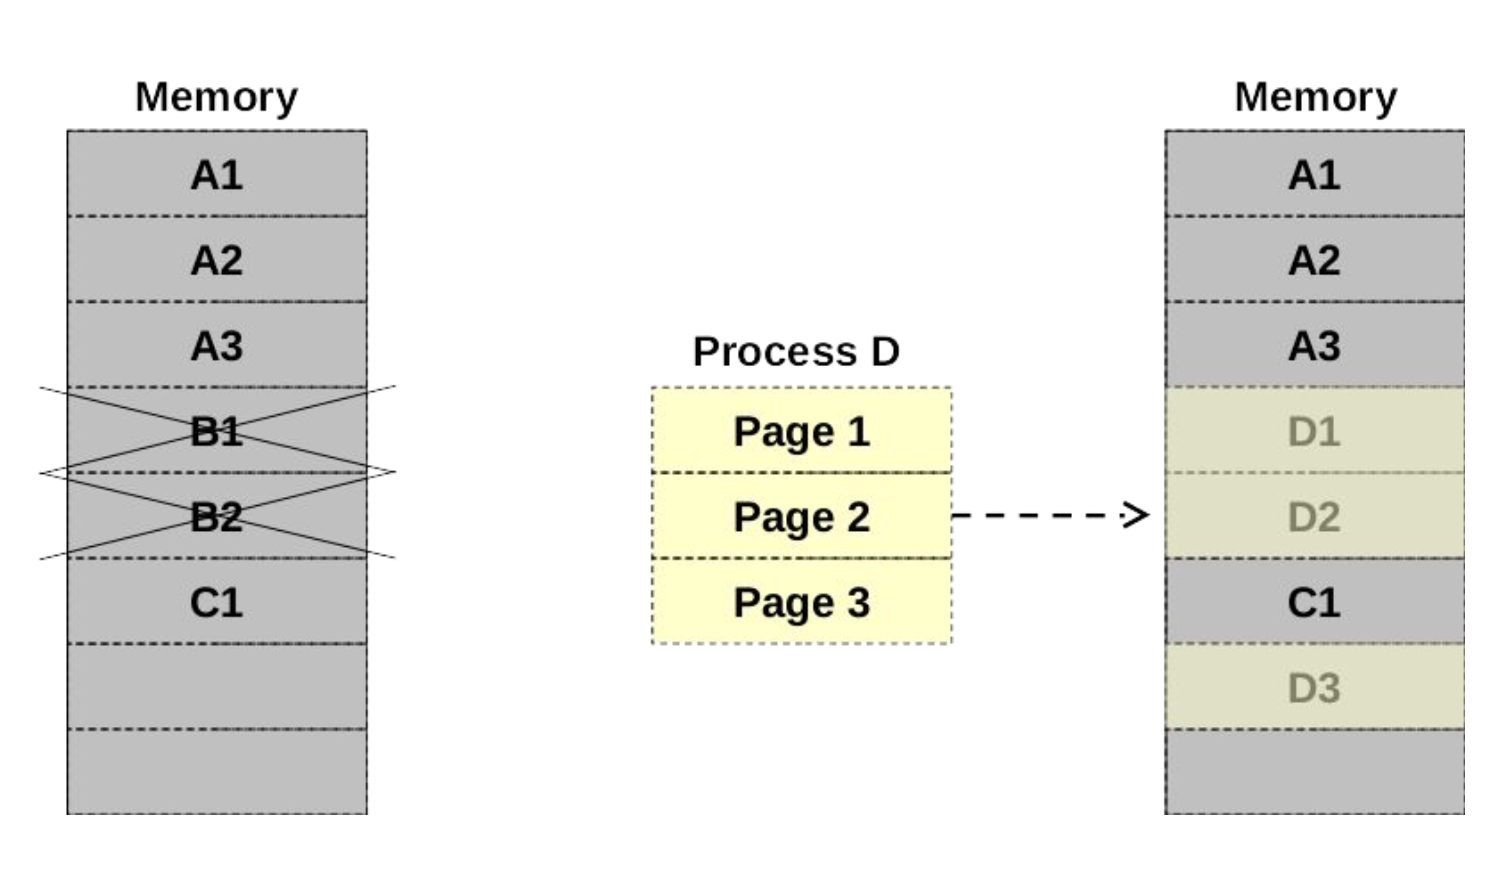 Memory
A1
A2
A3
B1
B2
C1
Process D
Page 1
Page 2
Page 3
Memory
A1
A2
A3
D1
D2
C1
D3